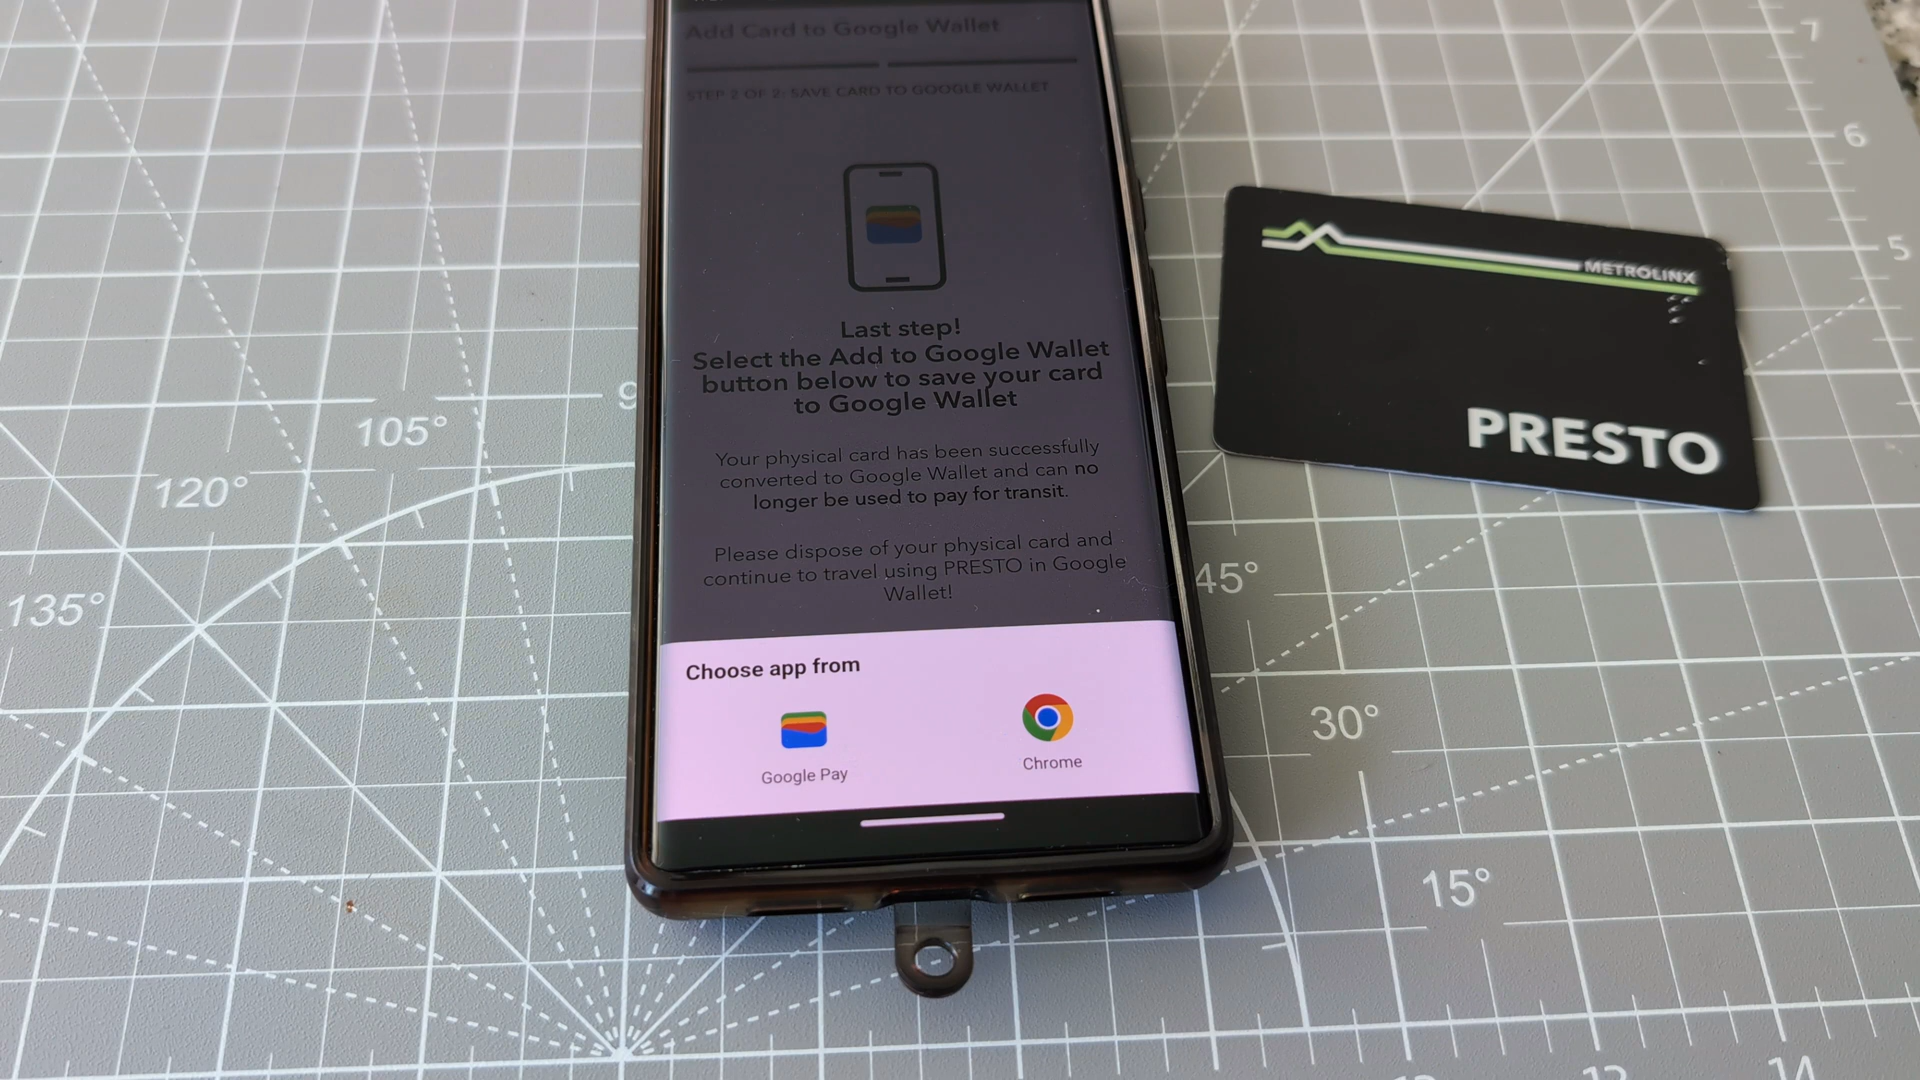 Add Card to Google Wallet
STEP 2 OF 2: SAVE CARD TO GOOGLE WALLET
Last step!
Select the Add to Google Wallet
button below to save your card
to Google Wallet
Your physical card has been successfully
converted to Google Wallet and can no
longer be used to pay for transit.
Please dispose of your physical card and
continue to travel using PRESTO in Google
Wallet!
Choose app from
Google Pay
Chrome
METROLINX
PRESTO
7
6
5
105°
120°
135°
45°
30°
15°
14